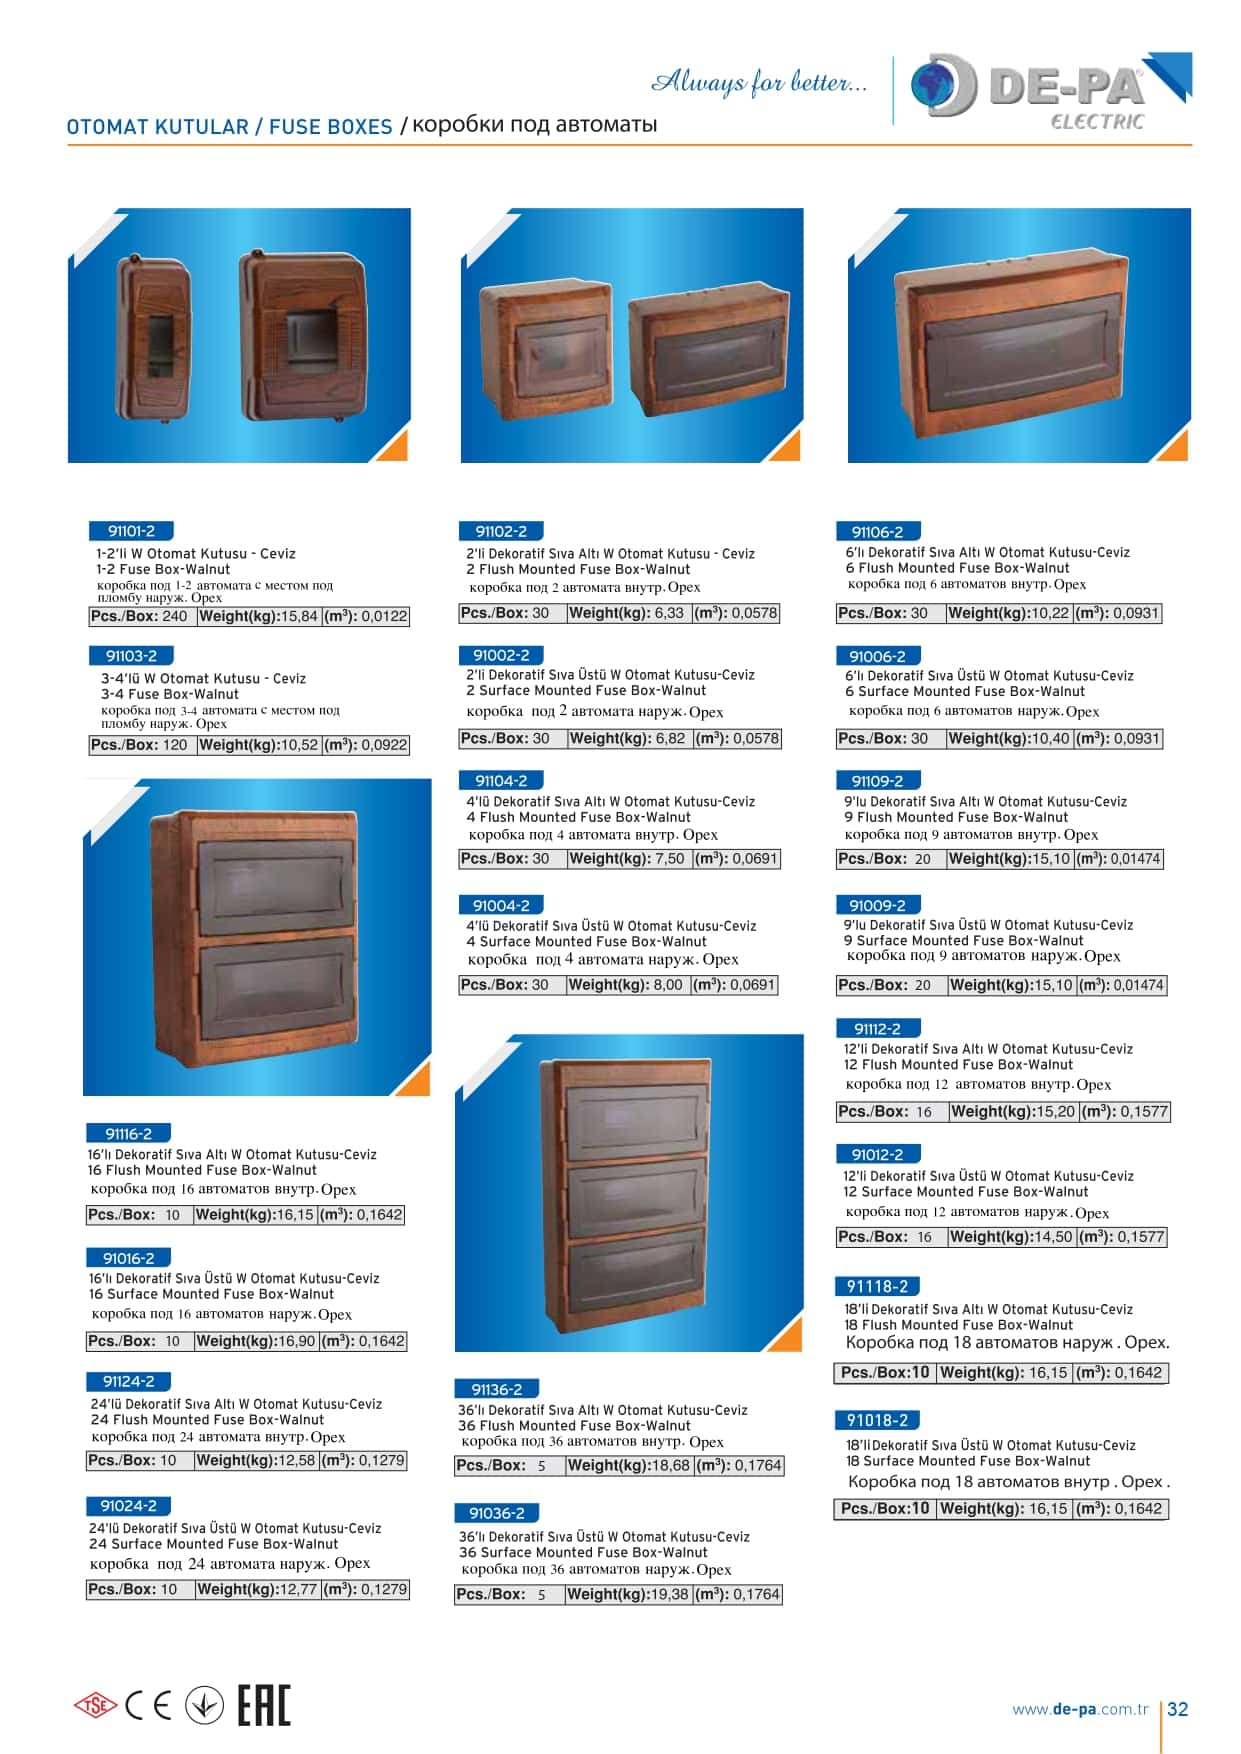 Always for better...
DE-PA®
ELECTRIC
OTOMAT KUTULAR / FUSE BOXES / коробки под автоматы
91101-2
1-2'li W Otomat Kutusu - Ceviz
1-2 Fuse Box-Walnut
коробка под 1-2 автомата с местом под
пломбу наруж. Орех
Pcs./Box: 240 Weight(kg):15,84 (m³): 0,0122
91103-2
3-4'lü W Otomat Kutusu - Ceviz
3-4 Fuse Box-Walnut
коробка под 3-4 автомата с местом под
пломбу наруж. Орех
Pcs./Box: 120 Weight(kg):10,52 (m³): 0,0922
91116-2
16'lı Dekoratif Sıva Altı W Otomat Kutusu-Ceviz
16 Flush Mounted Fuse Box-Walnut
коробка под 16 автоматов внутр. Орех
Pcs./Box: 10 Weight(kg):16,15 (m³): 0,1642
91016-2
16'lı Dekoratif Sıva Üstü W Otomat Kutusu-Ceviz
16 Surface Mounted Fuse Box-Walnut
коробка под 16 автоматов наруж. Орех
Pcs./Box: 10 Weight(kg):16,90 (m³): 0,1642
91124-2
24'lü Dekoratif Sıva Altı W Otomat Kutusu-Ceviz
24 Flush Mounted Fuse Box-Walnut
коробка под 24 автомата внутр. Орех
Pcs./Box: 10 Weight(kg):12,58 (m³): 0,1279
91024-2
24'lü Dekoratif Sıva Üstü W Otomat Kutusu-Ceviz
24 Surface Mounted Fuse Box-Walnut
коробка под 24 автомата наруж. Орех
Pcs./Box: 10 Weight(kg):12,77 (m³): 0,1279
91102-2
2'li Dekoratif Sıva Altı W Otomat Kutusu - Ceviz
2 Flush Mounted Fuse Box-Walnut
коробка под 2 автомата внутр. Орех
Pcs./Box: 30 Weight(kg): 6,33 (m³): 0,0578
91002-2
2'li Dekoratif Sıva Üstü W Otomat Kutusu-Ceviz
2 Surface Mounted Fuse Box-Walnut
коробка под 2 автомата наруж. Орех
Pcs./Box: 30 Weight(kg): 6,82 (m³): 0,0578
91104-2
4'lü Dekoratif Sıva Altı W Otomat Kutusu-Ceviz
4 Flush Mounted Fuse Box-Walnut
коробка под 4 автомата внутр. Орех
Pcs./Box: 30 Weight(kg): 7,50 (m³): 0,0691
91004-2
4'lü Dekoratif Sıva Üstü W Otomat Kutusu-Ceviz
4 Surface Mounted Fuse Box-Walnut
коробка под 4 автомата наруж. Орех
Pcs./Box: 30 Weight(kg): 8,00 (m³): 0,0691
91136-2
36'lı Dekoratif Sıva Altı W Otomat Kutusu-Ceviz
36 Flush Mounted Fuse Box-Walnut
коробка под 36 автоматов внутр. Орех
Pcs./Box: 5 Weight(kg):18,68 (m³): 0,1764
91036-2
36'lı Dekoratif Sıva Üstü W Otomat Kutusu-Ceviz
36 Surface Mounted Fuse Box-Walnut
коробка под 36 автоматов наруж. Орех
Pcs./Box: 5 Weight(kg):19,38 (m³): 0,1764
91106-2
6'lı Dekoratif Sıva Altı W Otomat Kutusu-Ceviz
6 Flush Mounted Fuse Box-Walnut
коробка под 6 автоматов внутр. Орех
Pcs./Box: 30 Weight(kg):10,22 (m³): 0,0931
91006-2
6'lı Dekoratif Sıva Üstü W Otomat Kutusu-Ceviz
6 Surface Mounted Fuse Box-Walnut
коробка под 6 автоматов наруж. Орех
Pcs./Box: 30 Weight(kg):10,40 (m³): 0,0931
91109-2
9'lu Dekoratif Sıva Altı W Otomat Kutusu-Ceviz
9 Flush Mounted Fuse Box-Walnut
коробка под 9 автоматов внутр. Орех
Pcs./Box: 20 Weight(kg):15,10 (m³): 0,01474
91009-2
9'lu Dekoratif Sıva Üstü W Otomat Kutusu-Ceviz
9 Surface Mounted Fuse Box-Walnut
коробка под 9 автоматов наруж. Орех
Pcs./Box: 20 Weight(kg):15,10 (m³): 0,01474
91112-2
12'li Dekoratif Sıva Altı W Otomat Kutusu-Ceviz
12 Flush Mounted Fuse Box-Walnut
коробка под 12 автоматов внутр. Орех
Pcs./Box: 16 Weight(kg):15,20 (m³): 0,1577
91012-2
12'li Dekoratif Sıva Üstü W Otomat Kutusu-Ceviz
12 Surface Mounted Fuse Box-Walnut
коробка под 12 автоматов наруж. Орех
Pcs./Box: 16 Weight(kg):14,50 (m³): 0,1577
91118-2
18'li Dekoratif Sıva Altı W Otomat Kutusu-Ceviz
18 Flush Mounted Fuse Box-Walnut
Коробка под 18 автоматов наруж . Орех.
Pcs./Box:10 Weight(kg): 16,15 (m³): 0,1642
91018-2
18'li Dekoratif Sıva Üstü W Otomat Kutusu-Ceviz
18 Surface Mounted Fuse Box-Walnut
Коробка под 18 автоматов внутр . Орех .
Pcs./Box:10 Weight(kg): 16,15 (m³): 0,1642
TSE CE EAC
www.de-pa.com.tr 32